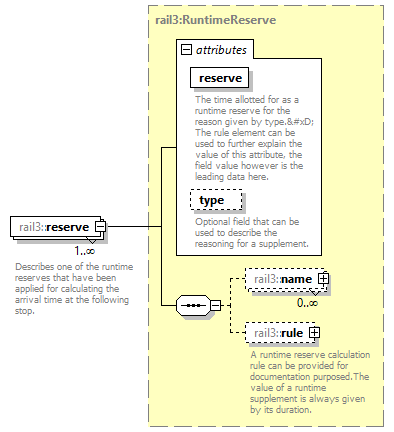 rail3:RuntimeReserve
attributes
reserve
The time allotted for as a
runtime reserve for the
reason given by type.&#xD;
The rule element can be
used to further explain the
value of this attribute, the
field value however is the
leading data here.
type
Optional field that can be
used to describe the
reasoning for a supplement.
rail3::reserve
1..∞
Describes one of the runtime
reserves that have been
applied for calculating the
arrival time at the following
stop.
rail3::name
0..∞
rail3::rule
A runtime reserve calculation
rule can be provided for
documentation purposed.The
value of a runtime
supplement is always given
by its duration.